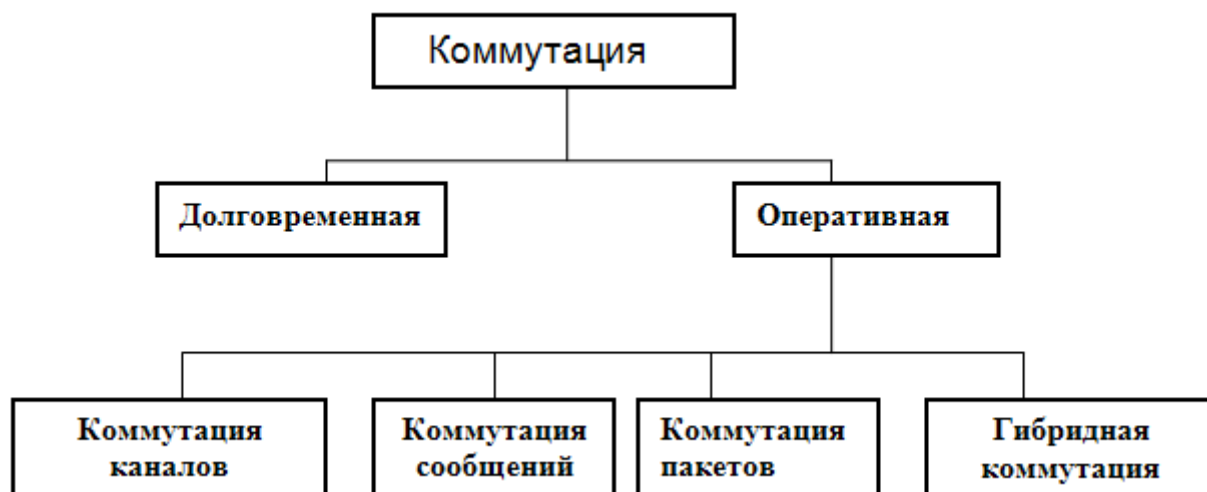 Коммутация
Долговременная
Оперативная
Коммутация
каналов
Коммутация
сообщений
Коммутация
пакетов
Гибридная
коммутация